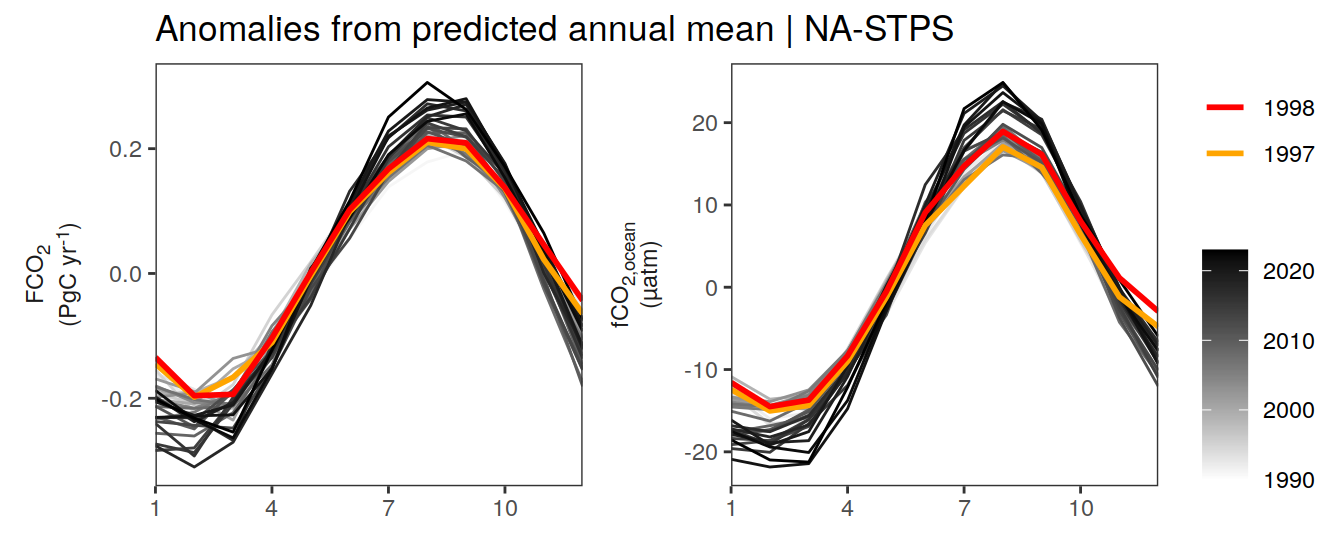 Anomalies from predicted annual mean | NA-STPS
FCO₂
(PgC yr⁻¹)
0.2
0.0
-0.2
1 4 7 10
fCO₂,ocean
(µatm)
20
10
0
-10
-20
1 4 7 10
1998
1997
2020
2010
2000
1990